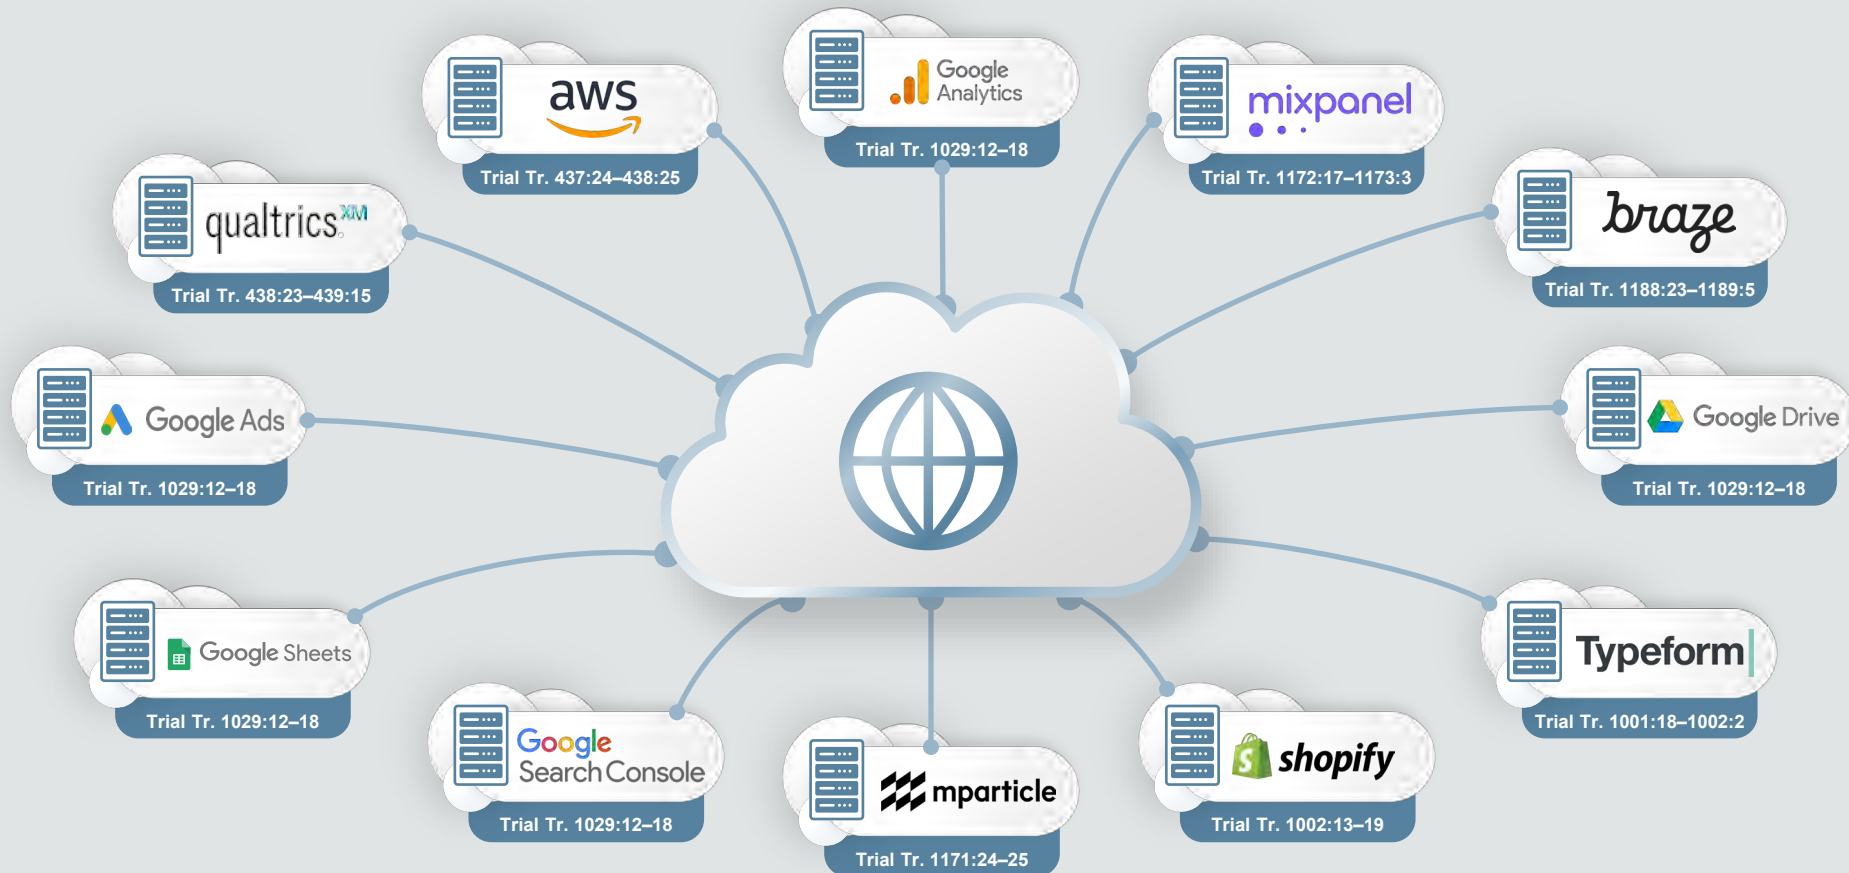 aws
Trial Tr. 437:24–438:25
Google
Analytics
Trial Tr. 1029:12–18
mixpanel
Trial Tr. 1172:17–1173:3
qualtrics XM
Trial Tr. 438:23–439:15
braze
Trial Tr. 1188:23–1189:5
Google Ads
Trial Tr. 1029:12–18
Google Drive
Trial Tr. 1029:12–18
Google Sheets
Trial Tr. 1029:12–18
Typeform
Trial Tr. 1001:18–1002:2
Google
Search Console
Trial Tr. 1029:12–18
mparticle
Trial Tr. 1171:24–25
shopify
Trial Tr. 1002:13–19